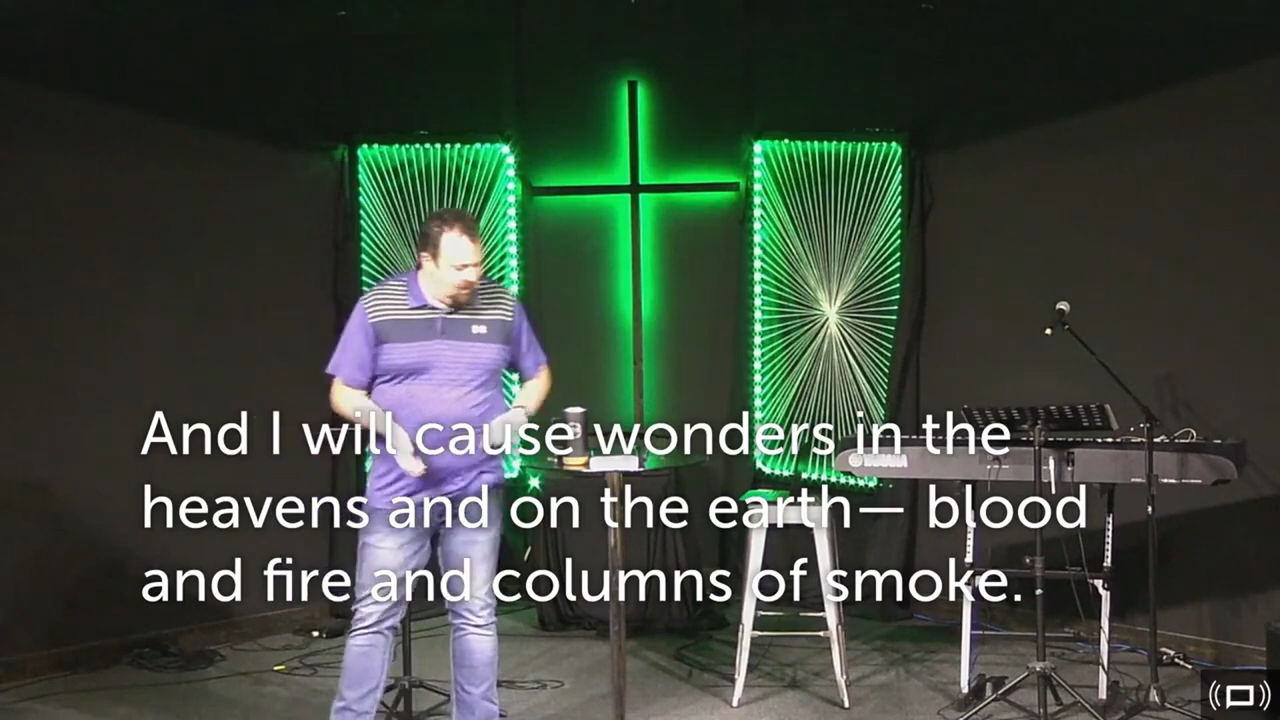 And I will cause wonders in the
heavens and on the earth— blood
and fire and columns of smoke.